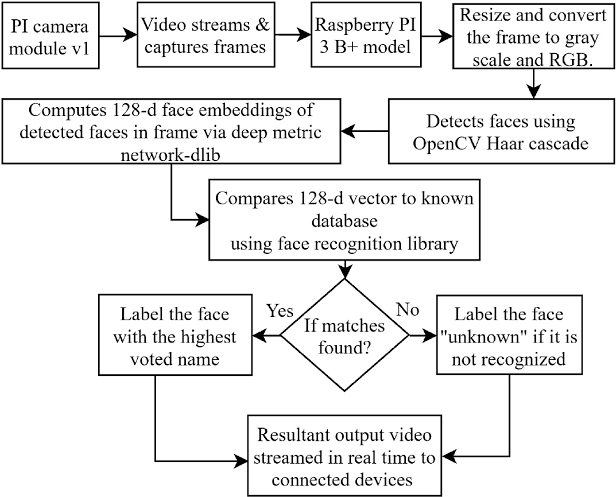 PI camera
module v1
Video streams &
captures frames
Raspberry PI
3 B+ model
Resize and convert
the frame to gray
scale and RGB.
Computes 128-d face embeddings of
detected faces in frame via deep metric
network-dlib
Detects faces using
OpenCV Haar cascade
Compares 128-d vector to known
database
using face recognition library
Yes
If matches
found?
No
Label the face
with the highest
voted name
Label the face
"unknown" if it is
not recognized
Resultant output video
streamed in real time to
connected devices